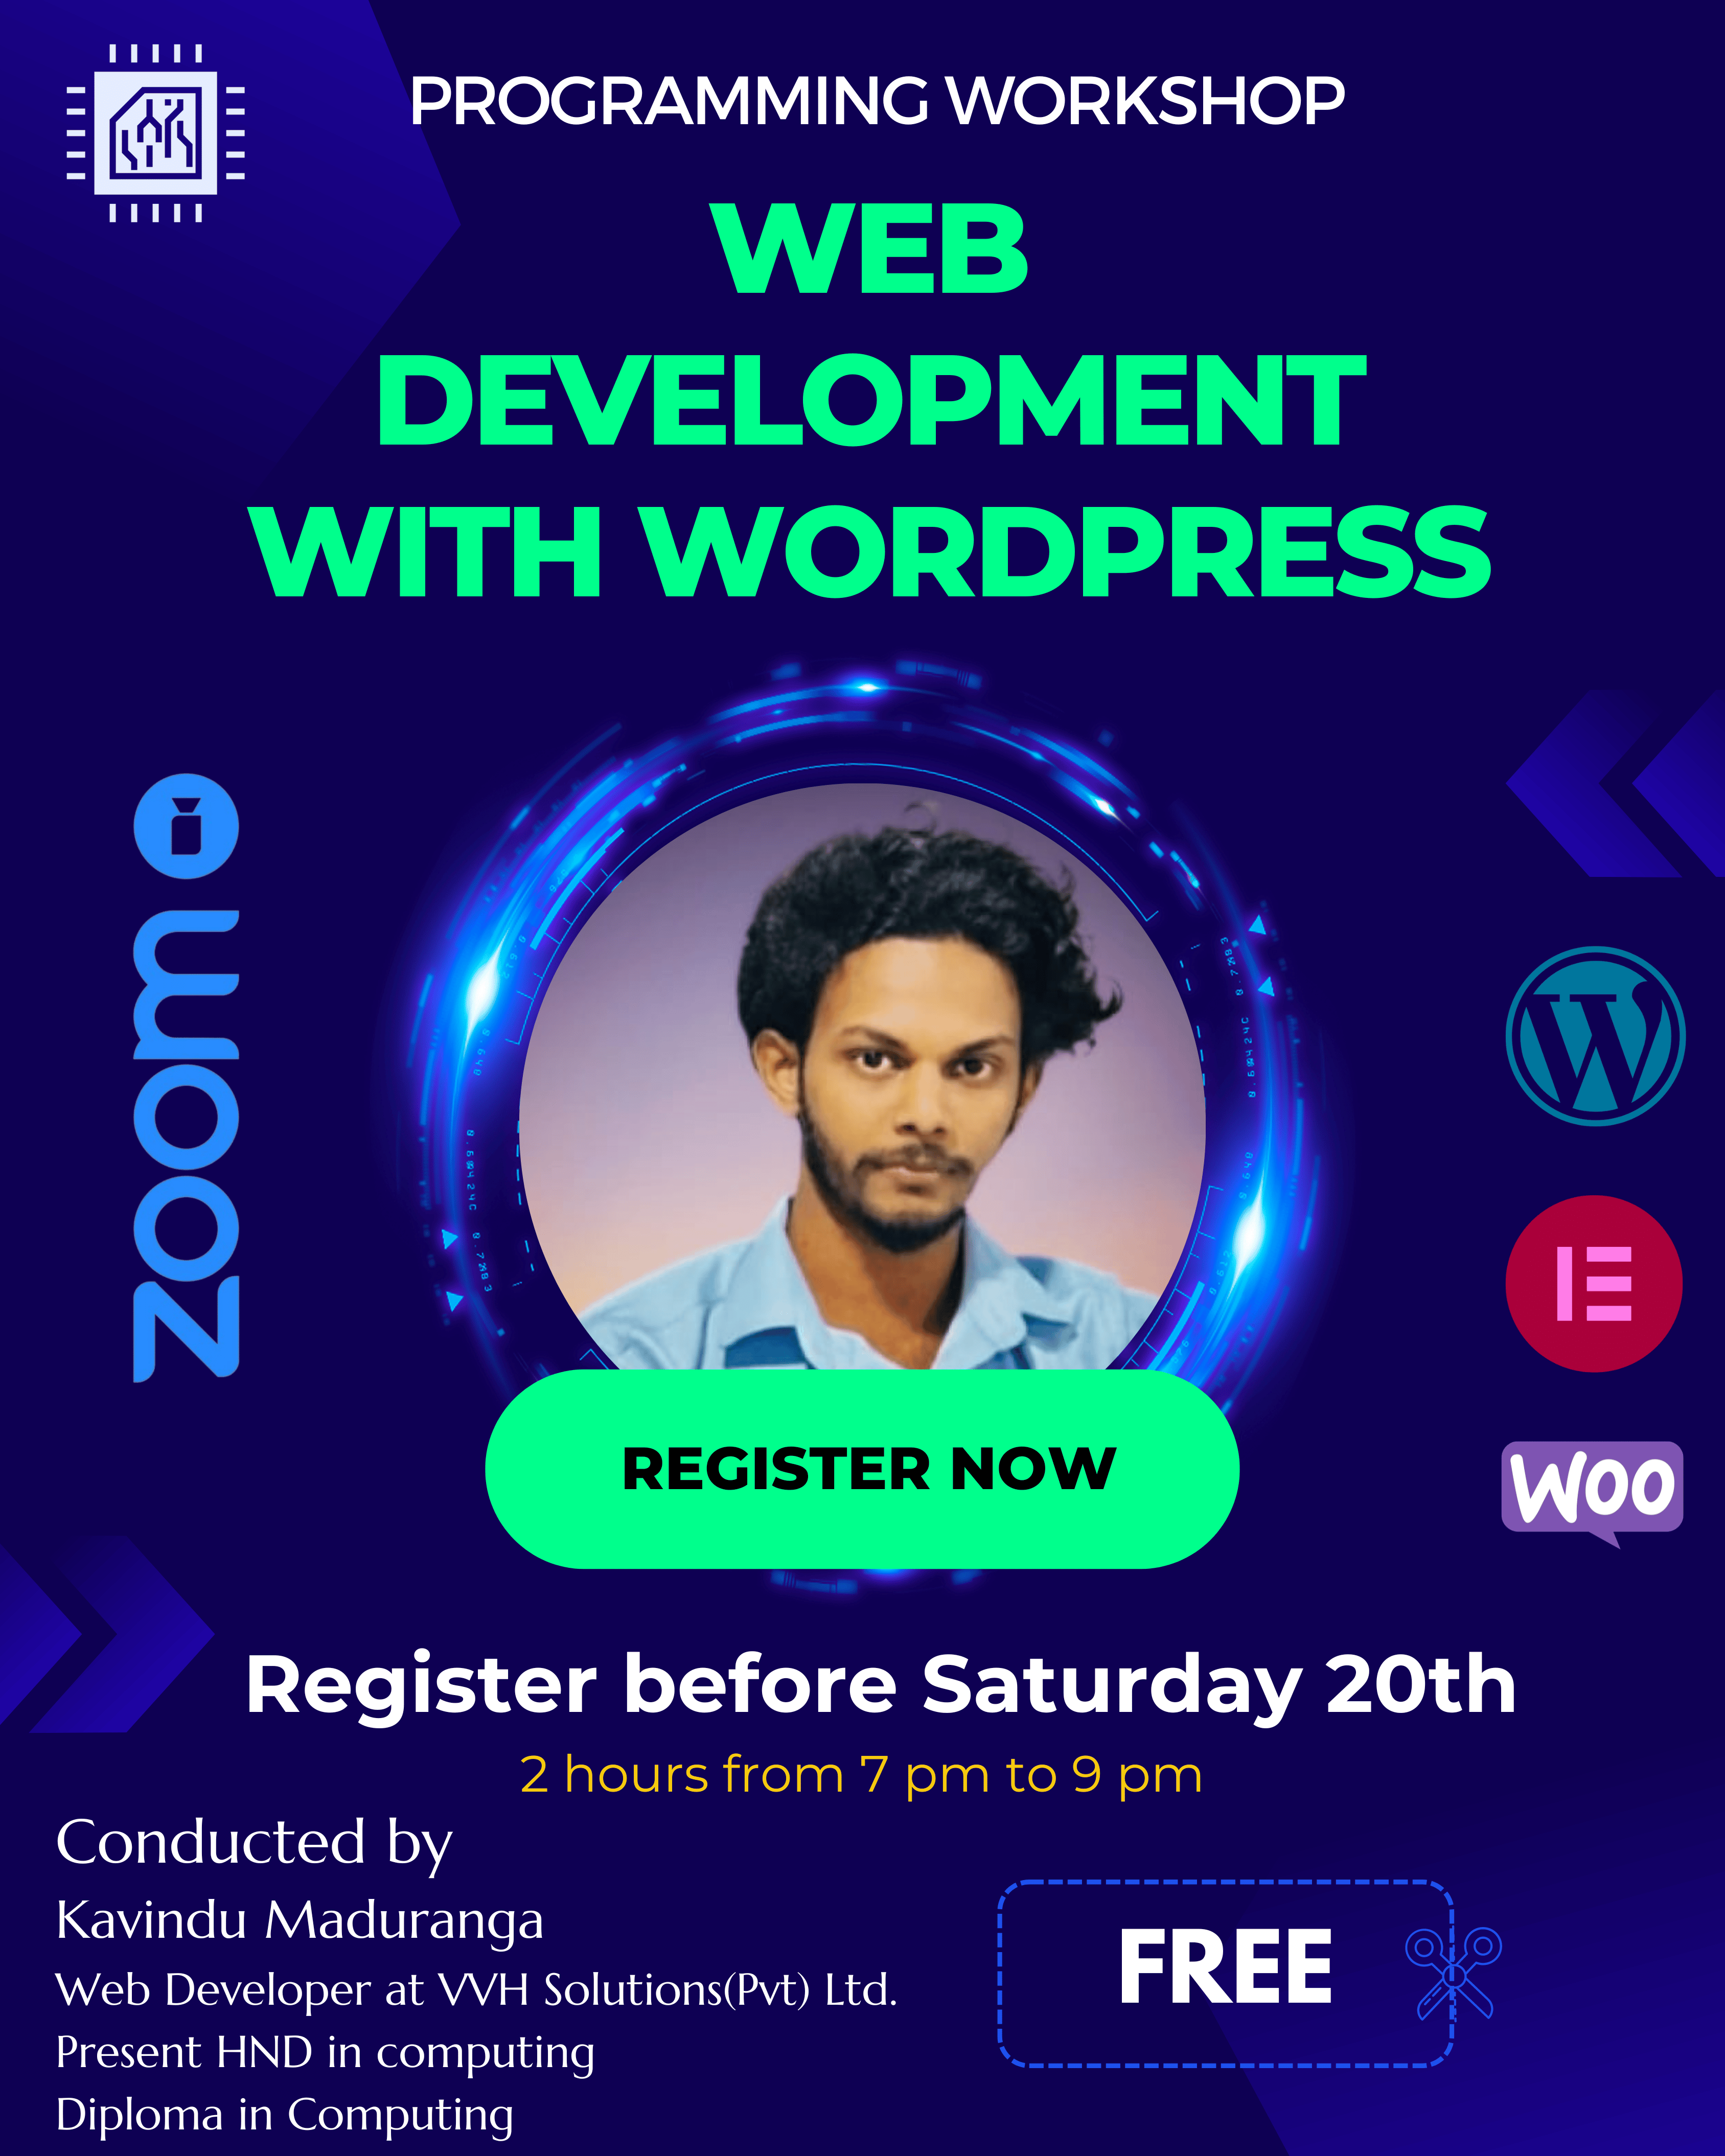 PROGRAMMING WORKSHOP
WEB
DEVELOPMENT
WITH WORDPRESS
zoom
W
WOO
REGISTER NOW
Register before Saturday 20th
2 hours from 7 pm to 9 pm
Conducted by
Kavindu Maduranga
Web Developer at VVH Solutions(Pvt) Ltd.
Present HND in computing
Diploma in Computing
FREE